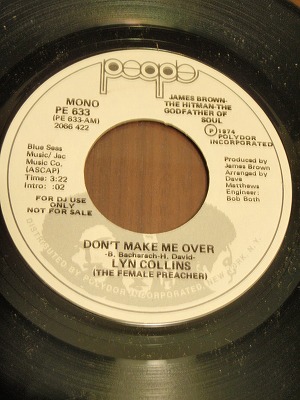 people
MONO
PE 633
(PE 633-AM)
2066 422
JAMES BROWN-
THE HITMAN-THE
GODFATHER OF
SOUL
Ⓟ 1974
POLYDOR
INCORPORATED
Blue Seas
Music/ Jac
Music Co.
(ASCAP)
Time: 3:22
Intro: :02
FOR DJ USE
ONLY
NOT FOR SALE
Produced by
James Brown
Arranged by
Dave
Matthews
Engineer:
Bob Both
DON'T MAKE ME OVER
-B. Bacharach-H. David-
LYN COLLINS
(THE FEMALE PREACHER)
DISTRIBUTED BY POLYDOR INCORPORATED, NEW YORK, N.Y.